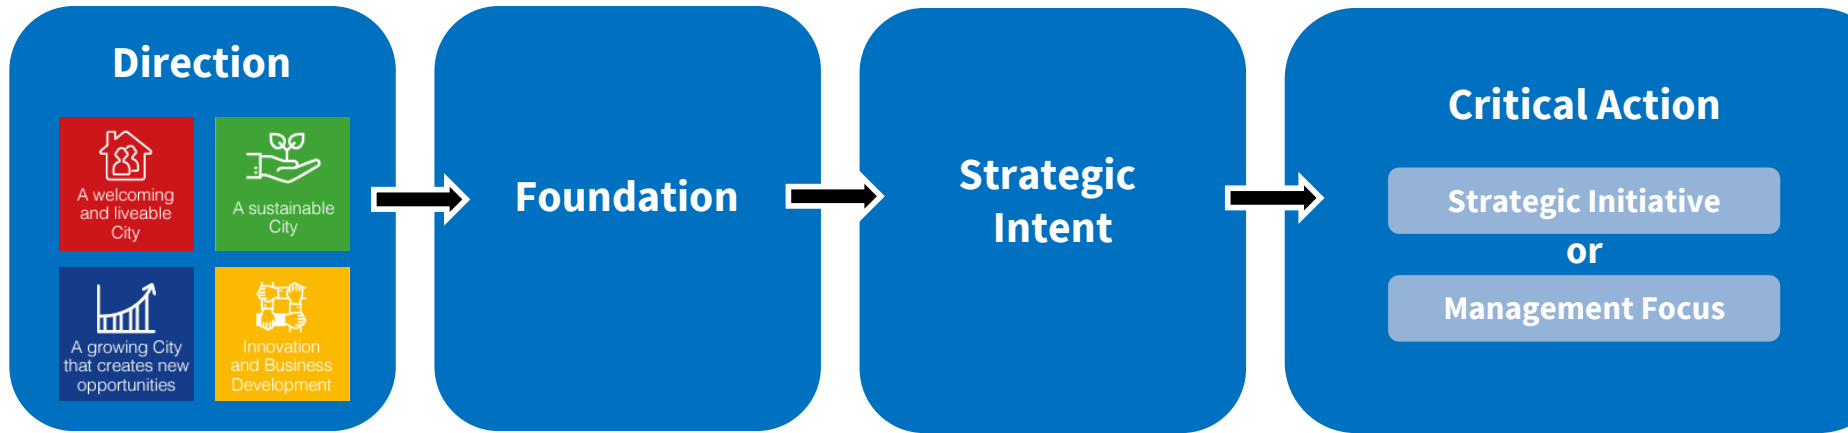 Direction
A welcoming
and liveable
City
A sustainable
City
A growing City
that creates new
opportunities
Innovation
and Business
Development
Foundation
Strategic
Intent
Critical Action
Strategic Initiative
or
Management Focus